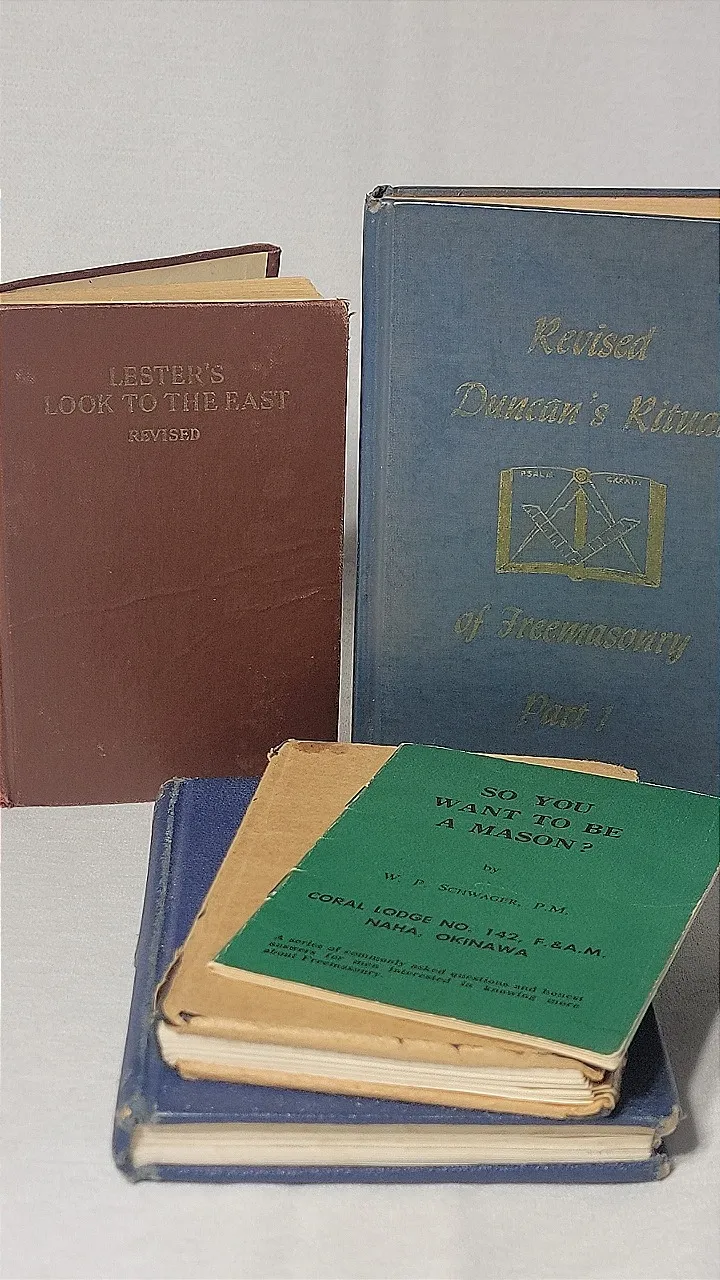 LESTER'S
LOOK TO THE EAST
REVISED
Revised
Duncan's Ritual
PSALM CXXXIII
of Freemasonry
Part 1
SO YOU
WANT TO BE
A MASON?
by
W. P. SCHWAGER, P.M.
CORAL LODGE NO. 142, F.&A.M.
NAHA, OKINAWA
A series of commonly asked questions and honest
answers for men interested in knowing more
about Freemasonry.